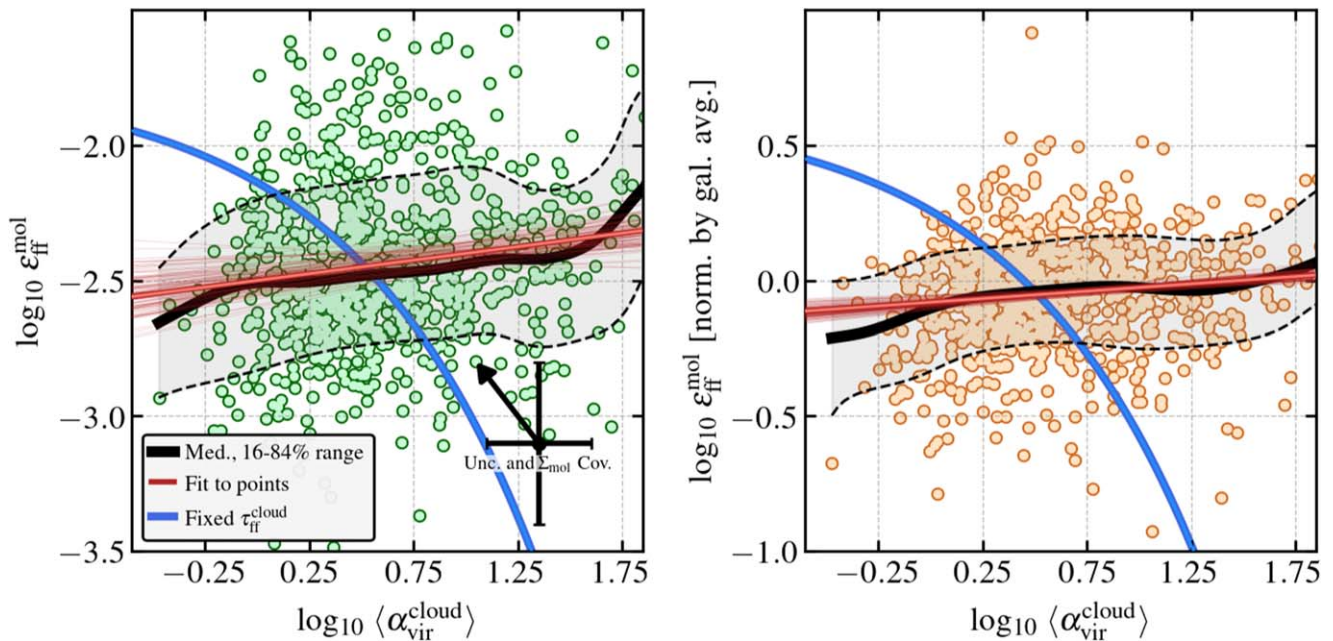 log₁₀ ε_ff^mol
−2.0
−2.5
−3.0
−3.5
Med., 16-84% range
Fit to points
Fixed τ_ff^cloud
Unc. and Σ_mol Cov.
−0.25 0.25 0.75 1.25 1.75
log₁₀ ⟨α_vir^cloud⟩
log₁₀ ε_ff^mol [norm. by gal. avg.]
0.5
0.0
−0.5
−1.0
−0.25 0.25 0.75 1.25 1.75
log₁₀ ⟨α_vir^cloud⟩